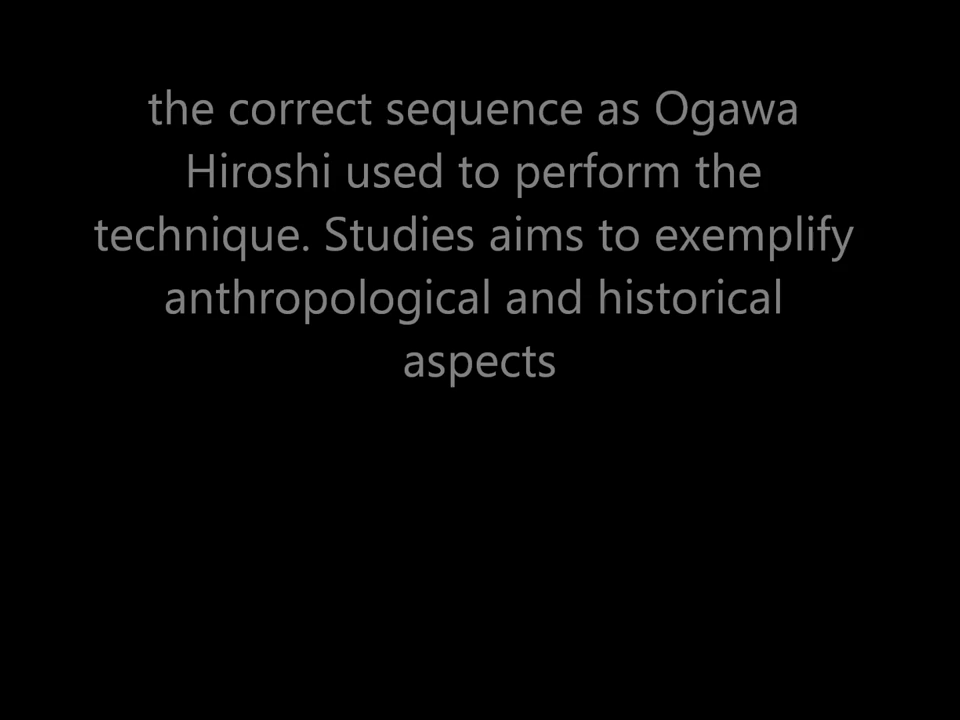 the correct sequence as Ogawa
Hiroshi used to perform the
technique. Studies aims to exemplify
anthropological and historical
aspects